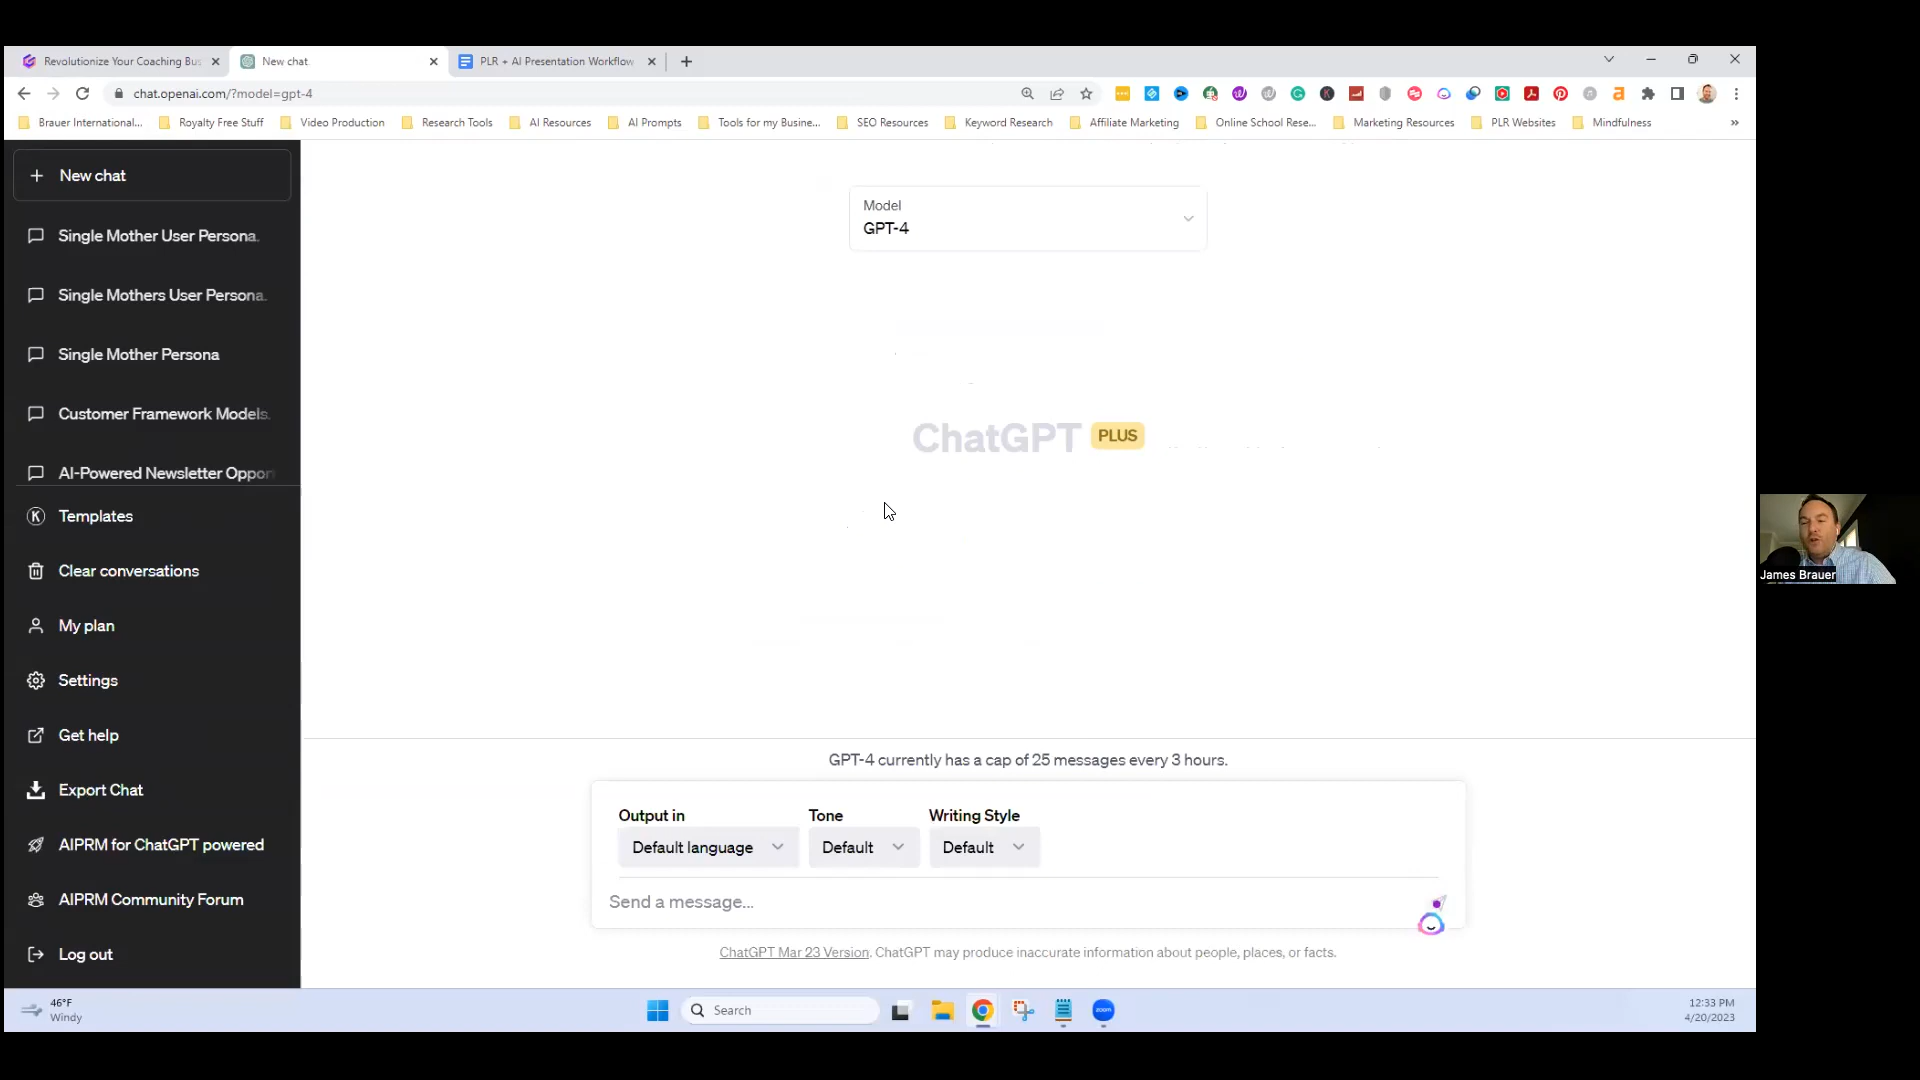 Revolutionize Your Coaching Bus
New chat
PLR + AI Presentation Workflow
chat.openai.com/?model=gpt-4
Brauer International...
Royalty Free Stuff
Video Production
Research Tools
AI Resources
AI Prompts
Tools for my Busine...
SEO Resources
Keyword Research
Affiliate Marketing
Online School Rese...
Marketing Resources
PLR Websites
Mindfulness
New chat
Single Mother User Persona.
Single Mothers User Persona.
Single Mother Persona
Customer Framework Models.
AI-Powered Newsletter Oppor
Templates
Clear conversations
My plan
Settings
Get help
Export Chat
AIPRM for ChatGPT powered
AIPRM Community Forum
Log out
Model
GPT-4
ChatGPT PLUS
GPT-4 currently has a cap of 25 messages every 3 hours.
Output in
Tone
Writing Style
Default language
Default
Default
Send a message...
ChatGPT Mar 23 Version. ChatGPT may produce inaccurate information about people, places, or facts.
James Brauer
46°F
Windy
Search
zoom
12:33 PM
4/20/2023